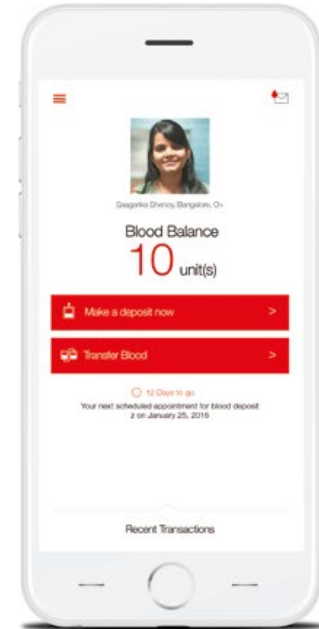 Saagarika Shenoy, Bangalore, O+
Blood Balance
10 unit(s)
Make a deposit now >
Transfer Blood >
12 Days to go
Your next scheduled appointment for blood deposit
z on January 25, 2016
Recent Transactions